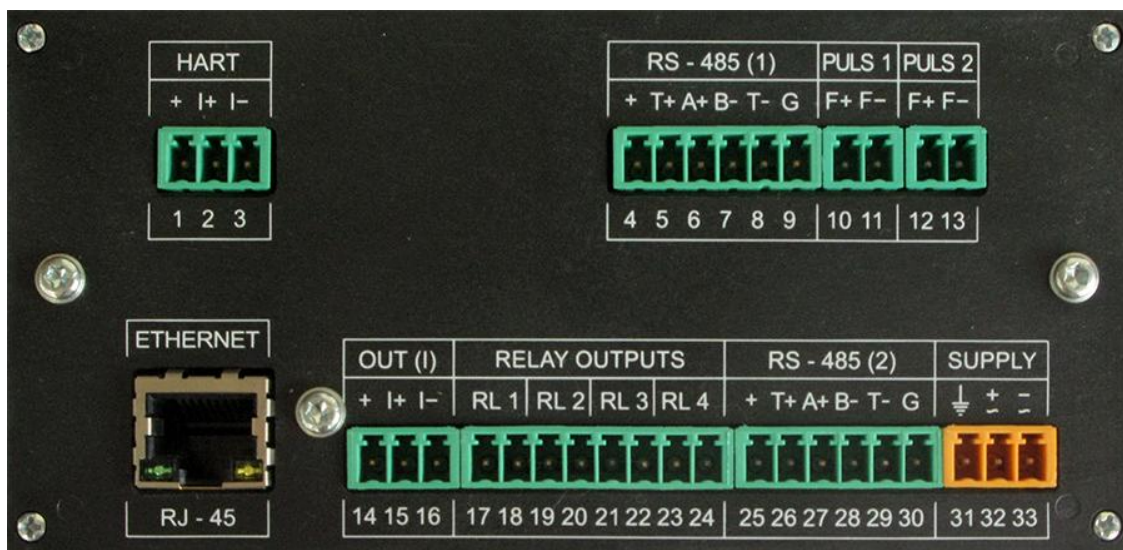 HART
+ I+ I-
1 2 3
RS - 485 (1) PULS 1 PULS 2
+ T+ A+ B- T- G F+ F- F+ F-
4 5 6 7 8 9 10 11 12 13
ETHERNET
RJ - 45
OUT (I) RELAY OUTPUTS RS - 485 (2) SUPPLY
+ I+ I- RL 1 RL 2 RL 3 RL 4 + T+ A+ B- T- G ⏚ + ~ - ~
14 15 16 17 18 19 20 21 22 23 24 25 26 27 28 29 30 31 32 33